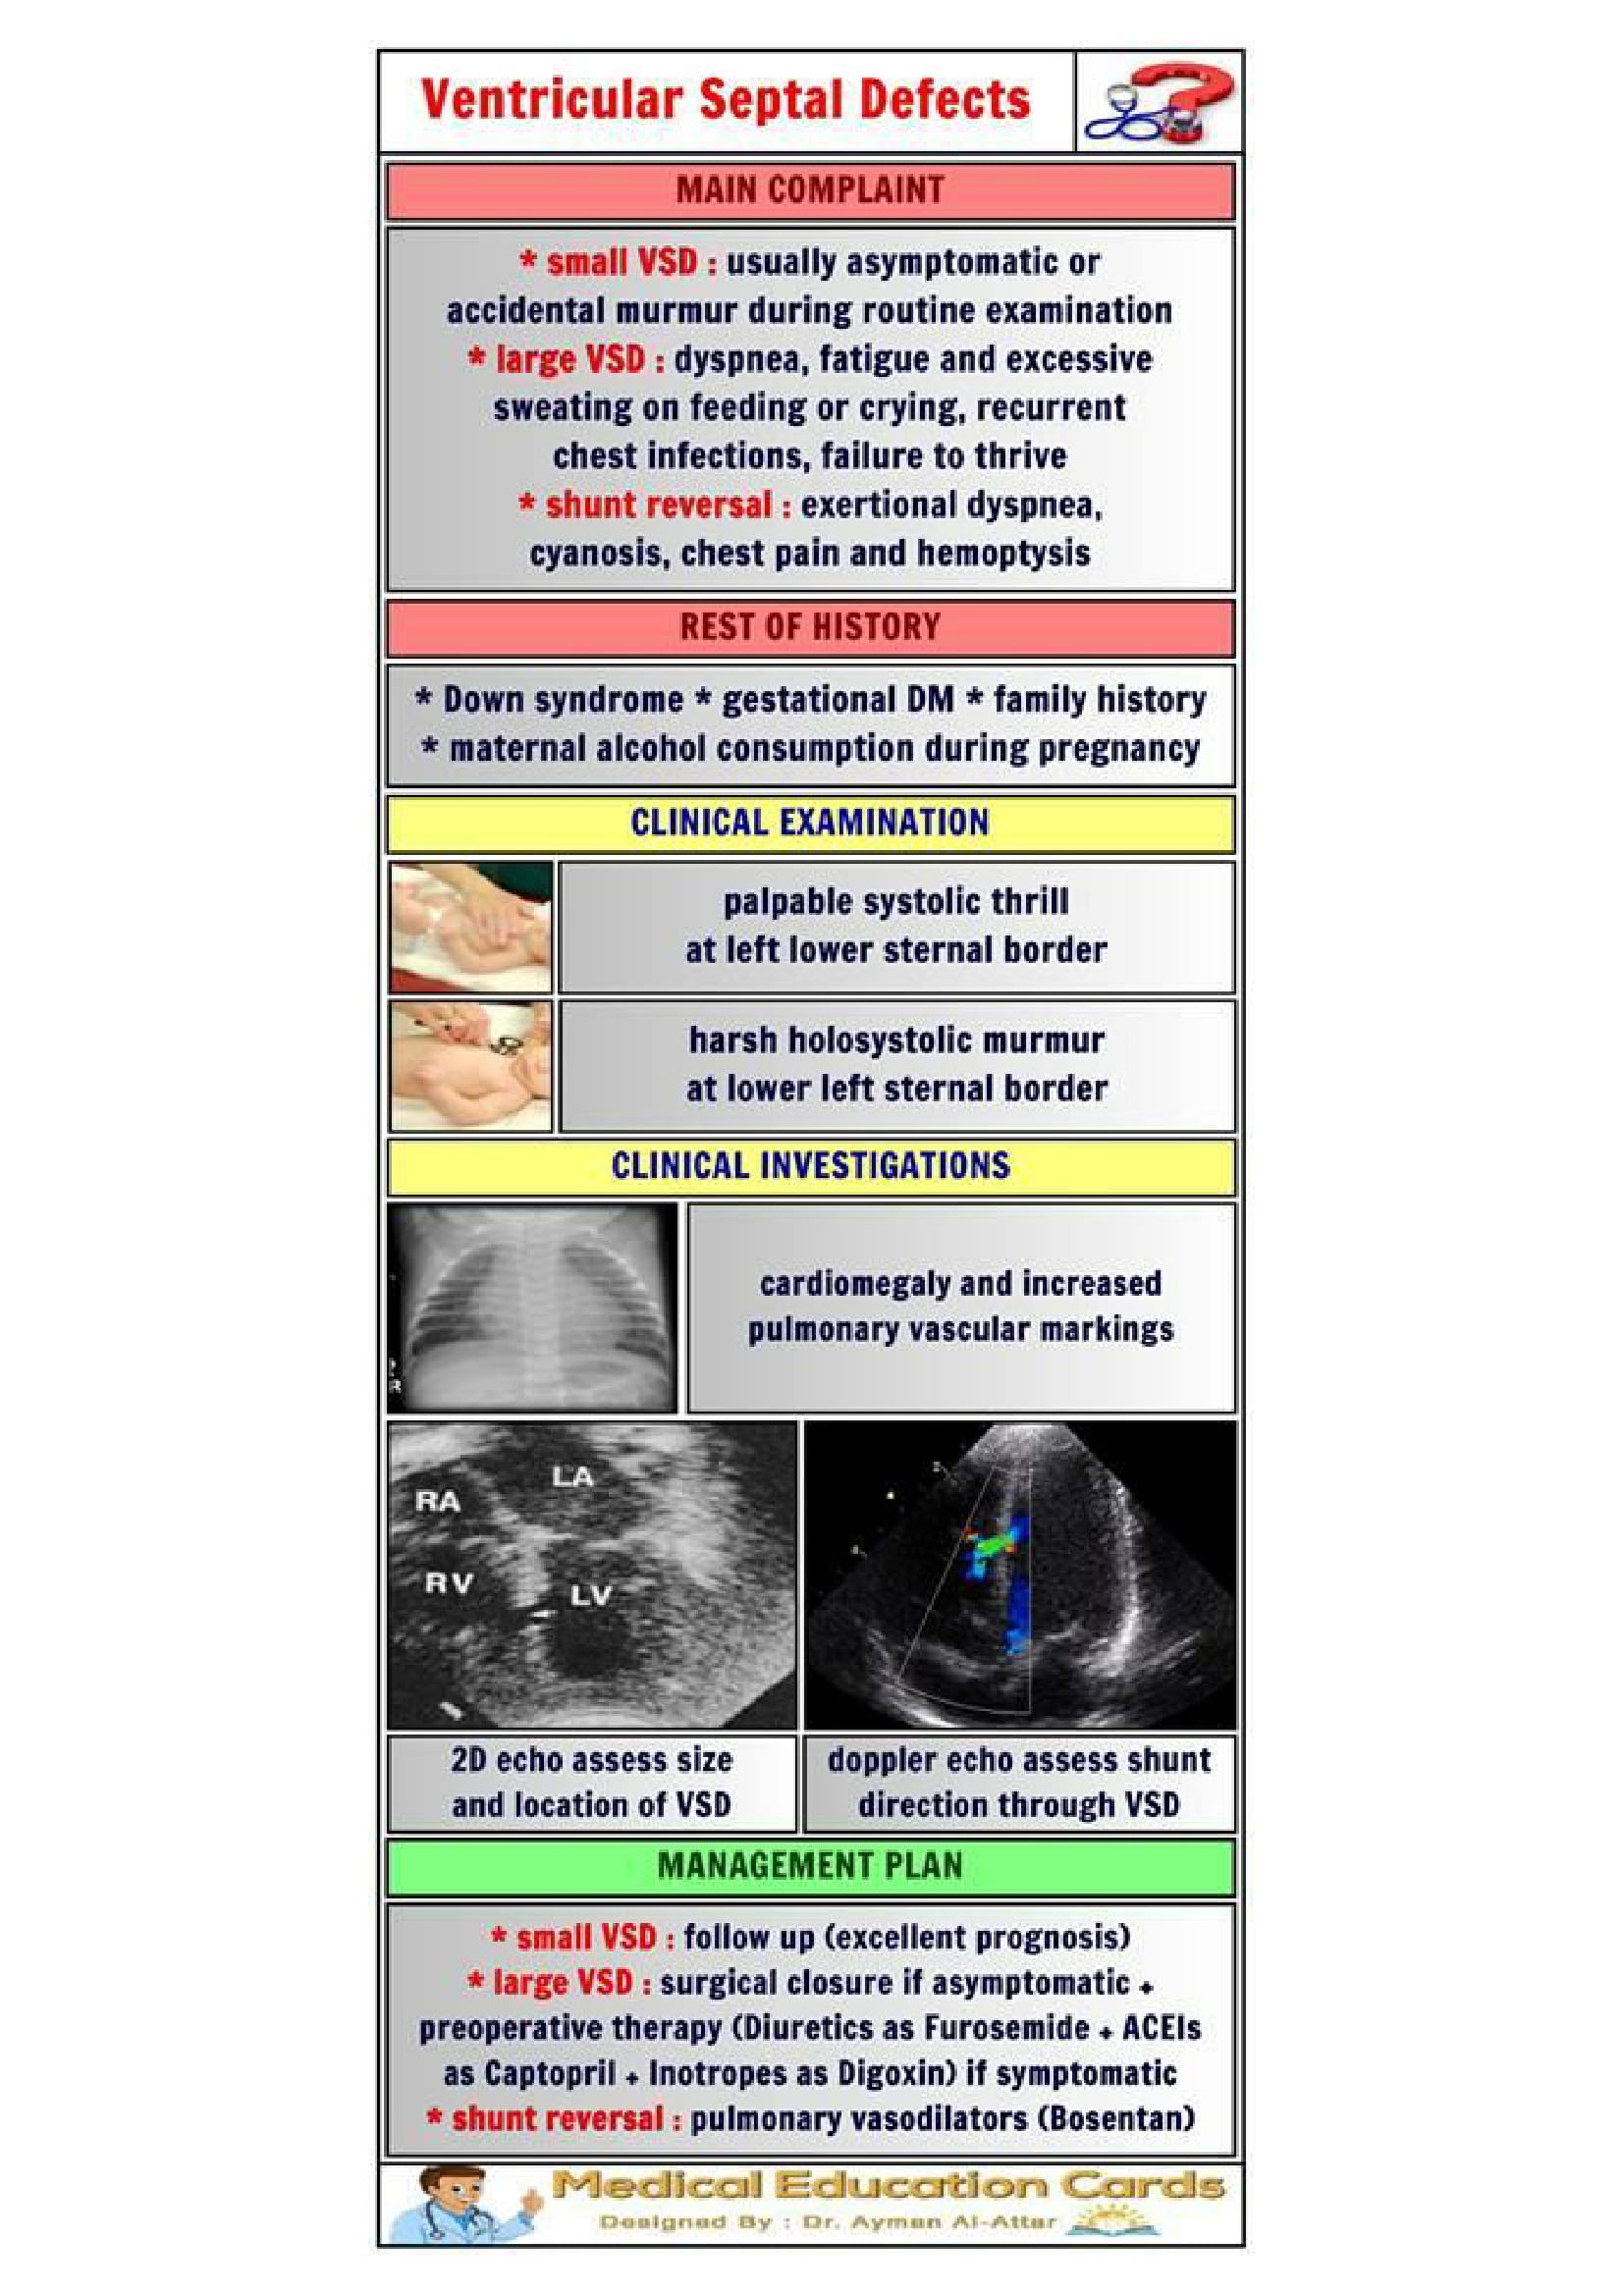 Ventricular Septal Defects
MAIN COMPLAINT
* small VSD : usually asymptomatic or
accidental murmur during routine examination
* large VSD : dyspnea, fatigue and excessive
sweating on feeding or crying, recurrent
chest infections, failure to thrive
* shunt reversal : exertional dyspnea,
cyanosis, chest pain and hemoptysis
REST OF HISTORY
* Down syndrome * gestational DM * family history
* maternal alcohol consumption during pregnancy
CLINICAL EXAMINATION
palpable systolic thrill
at left lower sternal border
harsh holosystolic murmur
at lower left sternal border
CLINICAL INVESTIGATIONS
R
cardiomegaly and increased
pulmonary vascular markings
LA
RA
RV
LV
2D echo assess size
and location of VSD
doppler echo assess shunt
direction through VSD
MANAGEMENT PLAN
* small VSD : follow up (excellent prognosis)
* large VSD : surgical closure if asymptomatic +
preoperative therapy (Diuretics as Furosemide + ACEIs
as Captopril + Inotropes as Digoxin) if symptomatic
* shunt reversal : pulmonary vasodilators (Bosentan)
Medical Education Cards
Designed By : Dr. Ayman Al-Attar